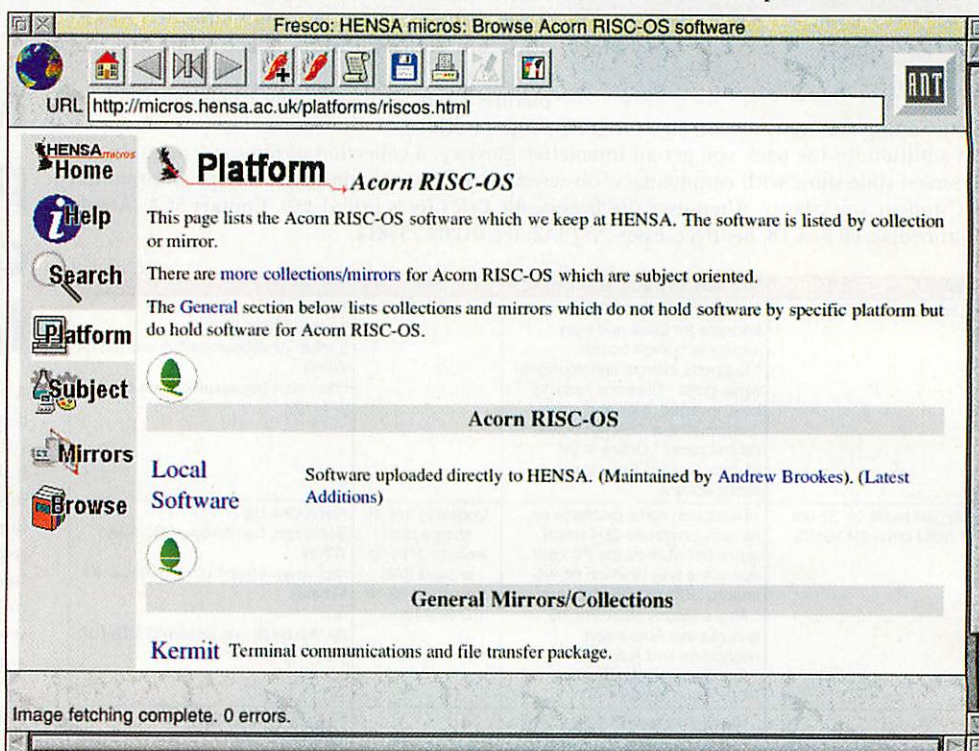 Fresco: HENSA micros: Browse Acorn RISC-OS software
ANT
URL http://micros.hensa.ac.uk/platforms/riscos.html
HENSA micros
Home
Help
Search
Platform
Subject
Mirrors
Browse
Platform Acorn RISC-OS
This page lists the Acorn RISC-OS software which we keep at HENSA. The software is listed by collection
or mirror.
There are more collections/mirrors for Acorn RISC-OS which are subject oriented.
The General section below lists collections and mirrors which do not hold software by specific platform but
do hold software for Acorn RISC-OS.
Acorn RISC-OS
Local
Software
Software uploaded directly to HENSA. (Maintained by Andrew Brookes). (Latest
Additions)
General Mirrors/Collections
Kermit Terminal communications and file transfer package.
Image fetching complete. 0 errors.